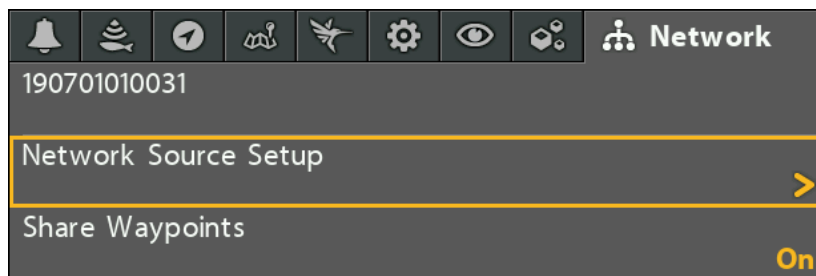 Network
190701010031
Network Source Setup
Share Waypoints
On